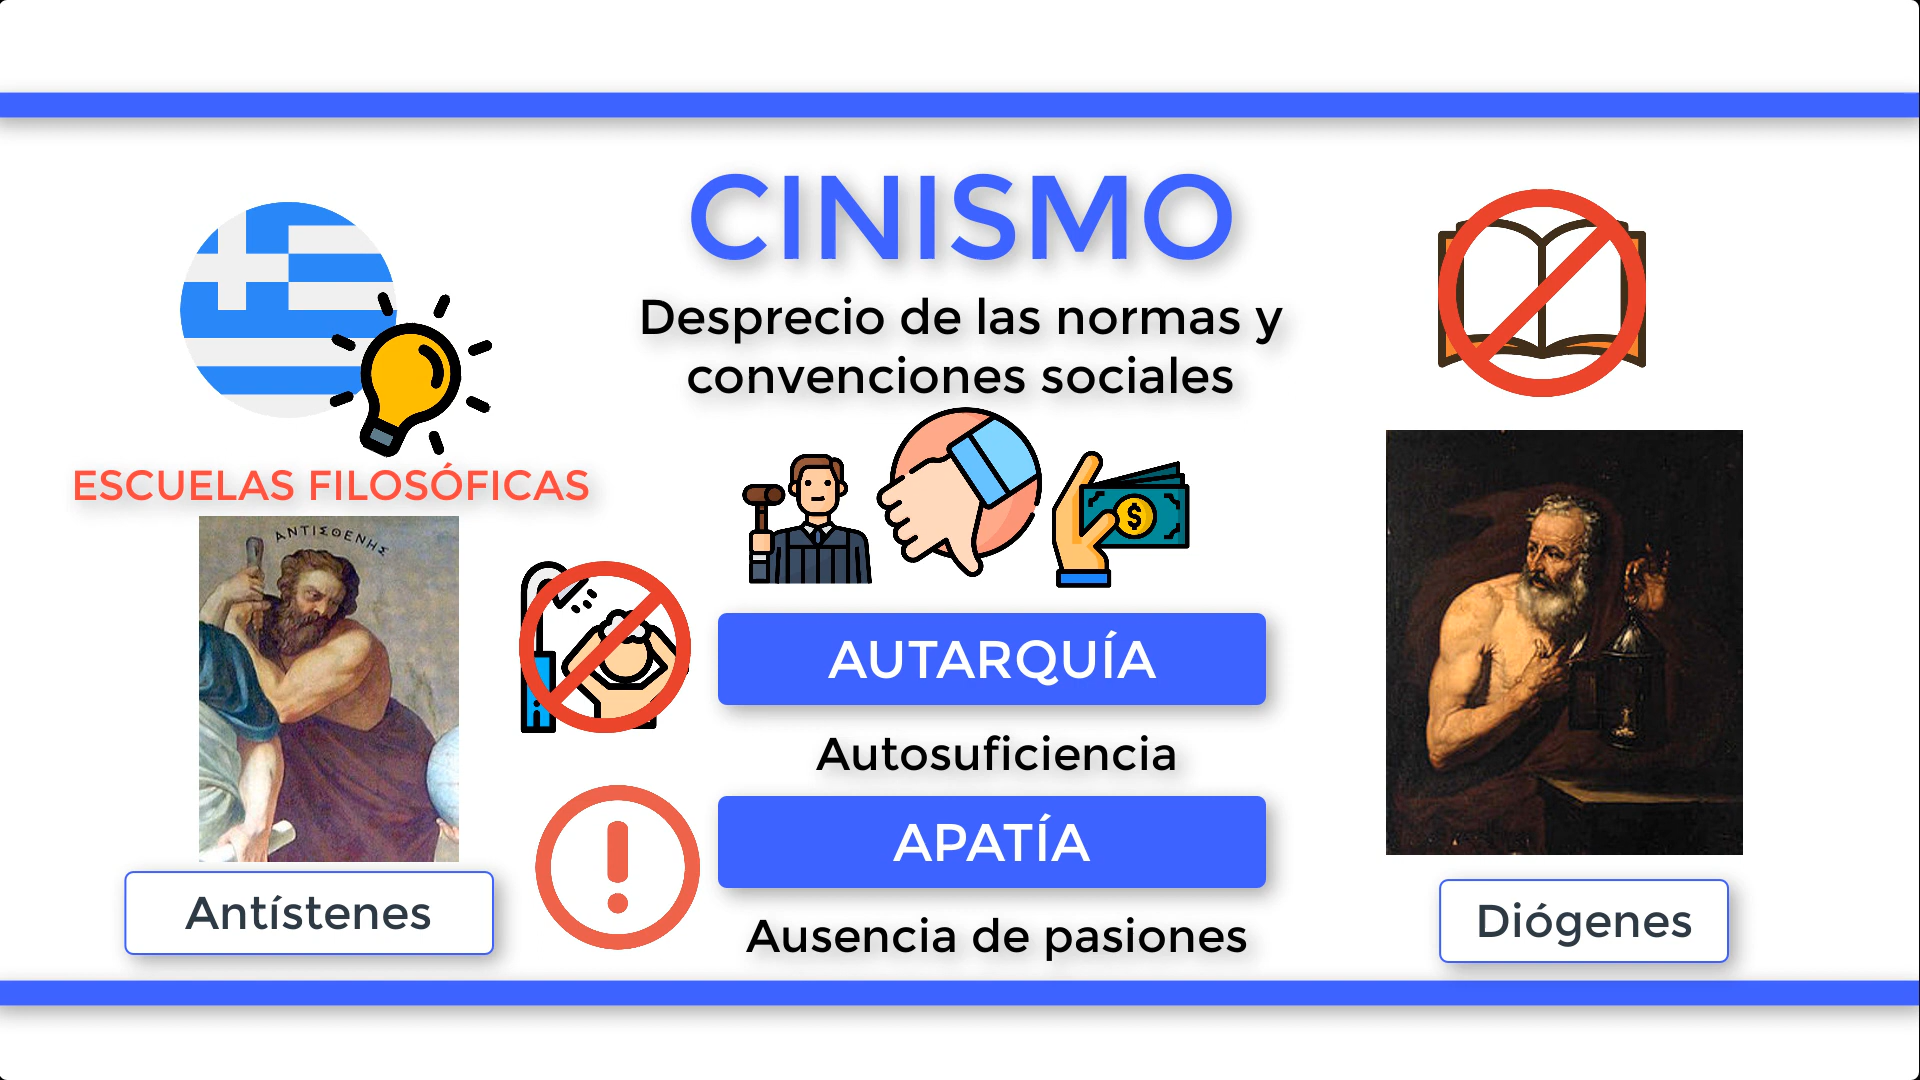 CINISMO
Desprecio de las normas y
convenciones sociales
ESCUELAS FILOSÓFICAS
ΑΝΤΙΣΘΕΝΗΣ
Antístenes
$
AUTARQUÍA
Autosuficiencia
APATÍA
Ausencia de pasiones
Diógenes